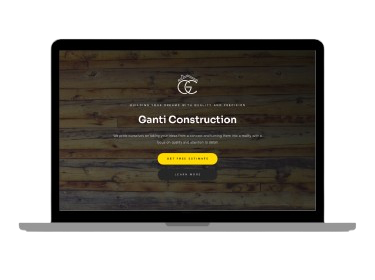 GC
BUILDING YOUR DREAMS WITH QUALITY AND PRECISION
Ganti Construction
We pride ourselves on taking your ideas from a concept and turning them into a reality with a
focus on quality and attention to detail.
GET FREE ESTIMATE
LEARN MORE